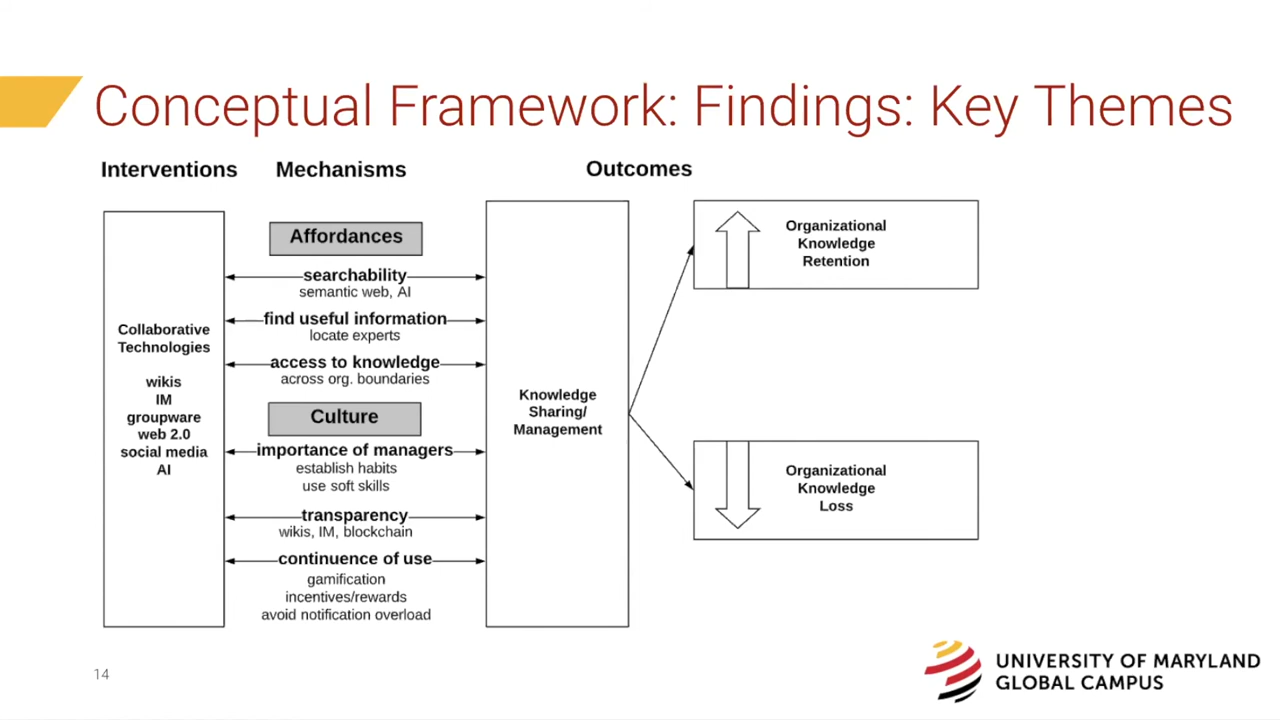 Conceptual Framework: Findings: Key Themes
Interventions
Mechanisms
Outcomes
Collaborative
Technologies
wikis
IM
groupware
web 2.0
social media
AI
Affordances
searchability
semantic web, AI
find useful information
locate experts
access to knowledge
across org. boundaries
Culture
importance of managers
establish habits
use soft skills
transparency
wikis, IM, blockchain
continuence of use
gamification
incentives/rewards
avoid notification overload
Knowledge
Sharing/
Management
Organizational
Knowledge
Retention
Organizational
Knowledge
Loss
14
UNIVERSITY OF MARYLAND
GLOBAL CAMPUS